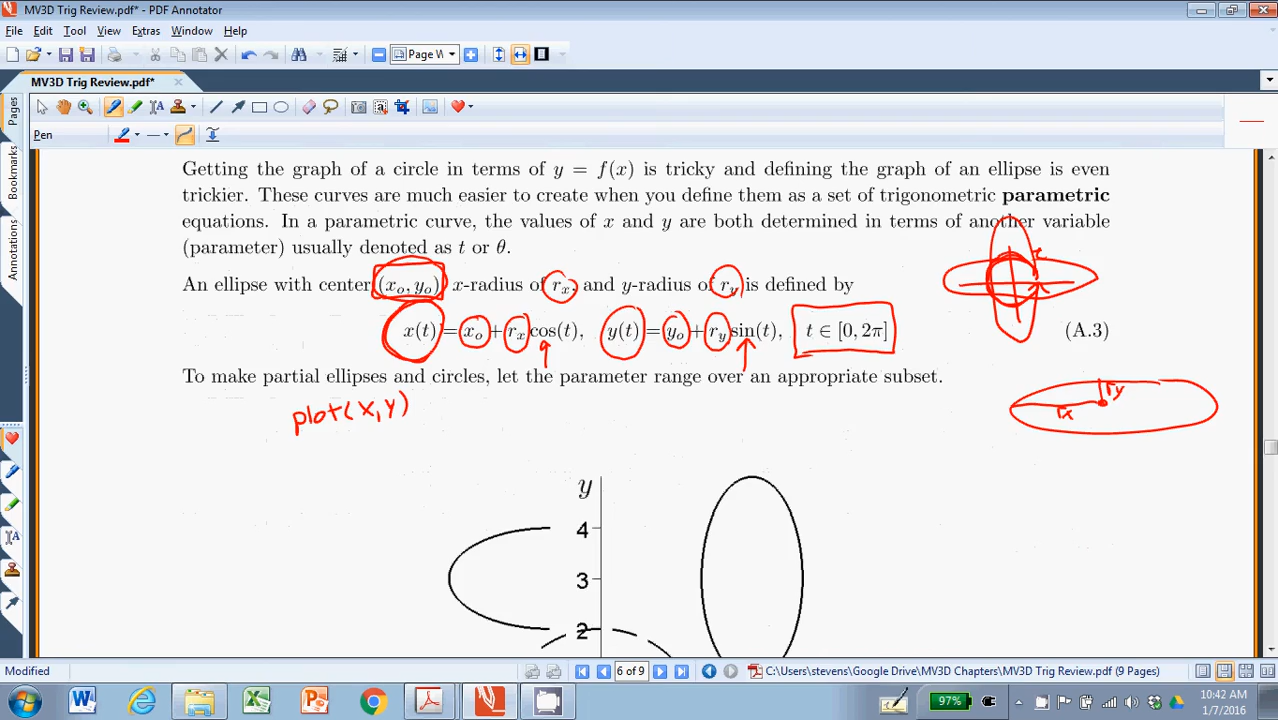 MV3D Trig Review.pdf* - PDF Annotator
File Edit Tool View Extras Window Help
Page W
MV3D Trig Review.pdf*
Pen
Pages
Bookmarks
Annotations
Getting the graph of a circle in terms of y = f(x) is tricky and defining the graph of an ellipse is even
trickier. These curves are much easier to create when you define them as a set of trigonometric parametric
equations. In a parametric curve, the values of x and y are both determined in terms of another variable
(parameter) usually denoted as t or θ.
An ellipse with center (x₀, y₀) x-radius of rₓ and y-radius of r_y is defined by
x(t) = x₀ + rₓ cos(t), y(t) = y₀ + r_y sin(t), t ∈ [0, 2π] (A.3)
To make partial ellipses and circles, let the parameter range over an appropriate subset.
plot(x,y)
ry
rx
y
4
3
2
Modified
6 of 9
C:\Users\stevens\Google Drive\MV3D Chapters\MV3D Trig Review.pdf (9 Pages)
97%
10:42 AM
1/7/2016